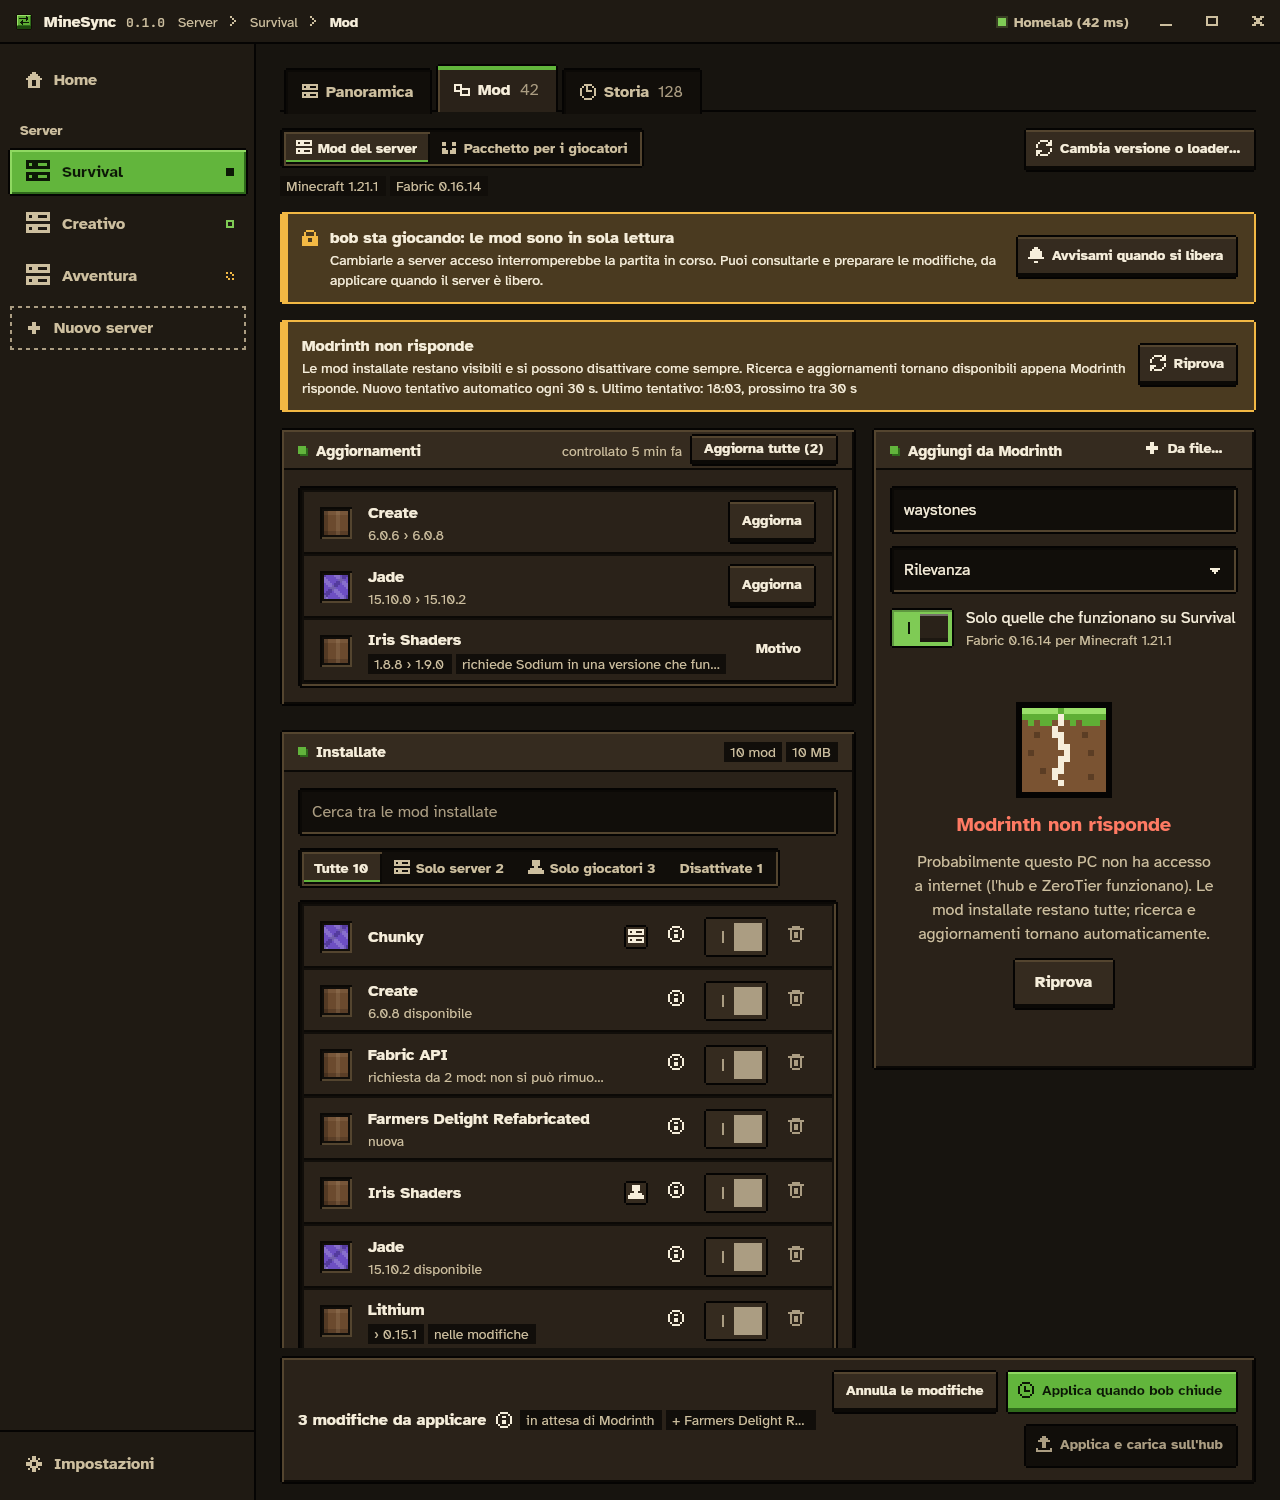 MineSync 0.1.0 Server Survival Mod
Homelab (42 ms)
Home
Server
Survival
Creativo
Avventura
Nuovo server
Impostazioni
Panoramica
Mod 42
Storia 128
Mod del server
Pacchetto per i giocatori
Cambia versione o loader...
Minecraft 1.21.1
Fabric 0.16.14
bob sta giocando: le mod sono in sola lettura
Cambiarle a server acceso interromperebbe la partita in corso. Puoi consultarle e preparare le modifiche, da
applicare quando il server è libero.
Avvisami quando si libera
Modrinth non risponde
Le mod installate restano visibili e si possono disattivare come sempre. Ricerca e aggiornamenti tornano disponibili appena Modrinth
risponde. Nuovo tentativo automatico ogni 30 s. Ultimo tentativo: 18:03, prossimo tra 30 s
Riprova
Aggiornamenti
controllato 5 min fa
Aggiorna tutte (2)
Create
6.0.6 › 6.0.8
Aggiorna
Jade
15.10.0 › 15.10.2
Aggiorna
Iris Shaders
1.8.8 › 1.9.0
richiede Sodium in una versione che fun...
Motivo
Installate
10 mod
10 MB
Cerca tra le mod installate
Tutte 10
Solo server 2
Solo giocatori 3
Disattivate 1
Chunky
Create
6.0.8 disponibile
Fabric API
richiesta da 2 mod: non si può rimuo...
Farmers Delight Refabricated
nuova
Iris Shaders
Jade
15.10.2 disponibile
Lithium
› 0.15.1
nelle modifiche
Aggiungi da Modrinth
Da file...
waystones
Rilevanza
Solo quelle che funzionano su Survival
Fabric 0.16.14 per Minecraft 1.21.1
Modrinth non risponde
Probabilmente questo PC non ha accesso
a internet (l'hub e ZeroTier funzionano). Le
mod installate restano tutte; ricerca e
aggiornamenti tornano automaticamente.
Riprova
3 modifiche da applicare
in attesa di Modrinth
+ Farmers Delight R...
Annulla le modifiche
Applica quando bob chiude
Applica e carica sull'hub